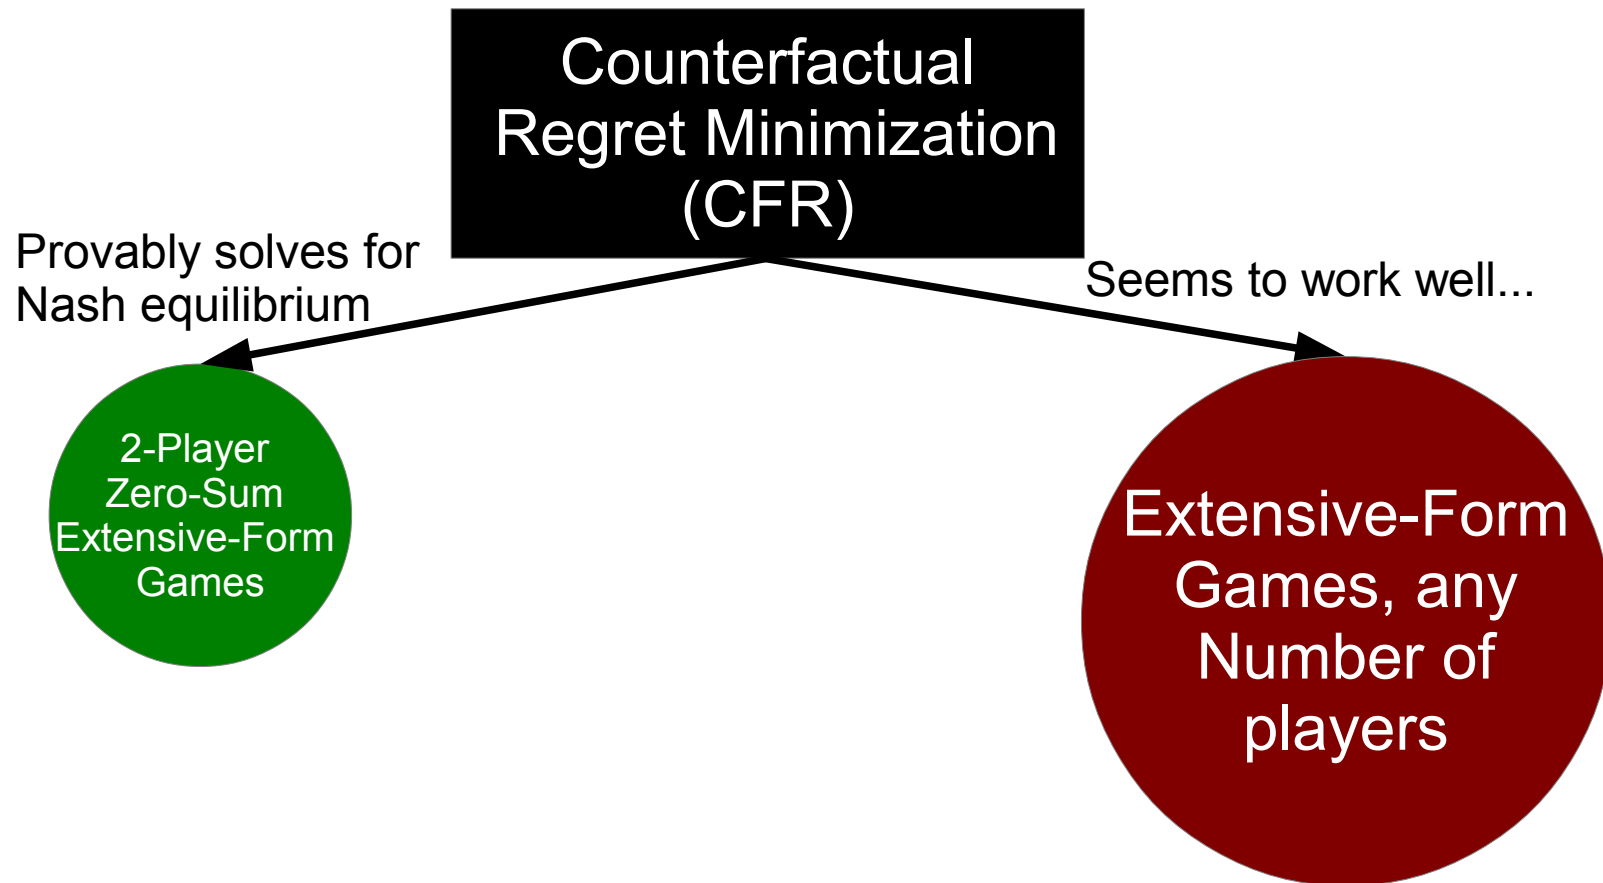 Counterfactual
Regret Minimization
(CFR)
Provably solves for
Nash equilibrium
Seems to work well...
2-Player
Zero-Sum
Extensive-Form
Games
Extensive-Form
Games, any
Number of
players